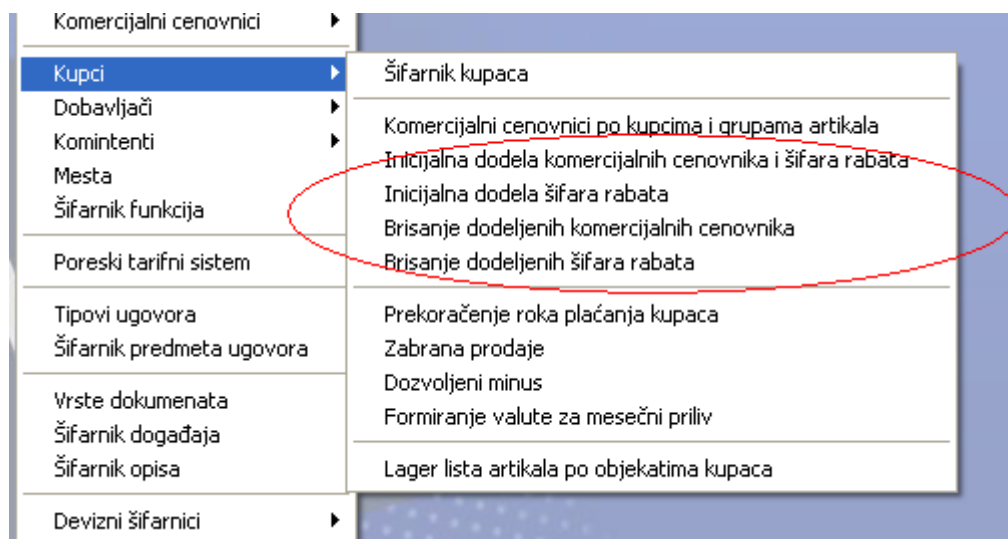 Komercijalni cenovnici
Kupci
Dobavljači
Komintenti
Mesta
Šifarnik funkcija
Poreski tarifni sistem
Tipovi ugovora
Šifarnik predmeta ugovora
Vrste dokumenata
Šifarnik događaja
Šifarnik opisa
Devizni šifarnici
Šifarnik kupaca
Komercijalni cenovnici po kupcima i grupama artikala
Inicijalna dodela komercijalnih cenovnika i šifara rabata
Inicijalna dodela šifara rabata
Brisanje dodeljenih komercijalnih cenovnika
Brisanje dodeljenih šifara rabata
Prekoračenje roka plaćanja kupaca
Zabrana prodaje
Dozvoljeni minus
Formiranje valute za mesečni priliv
Lager lista artikala po objekatima kupaca